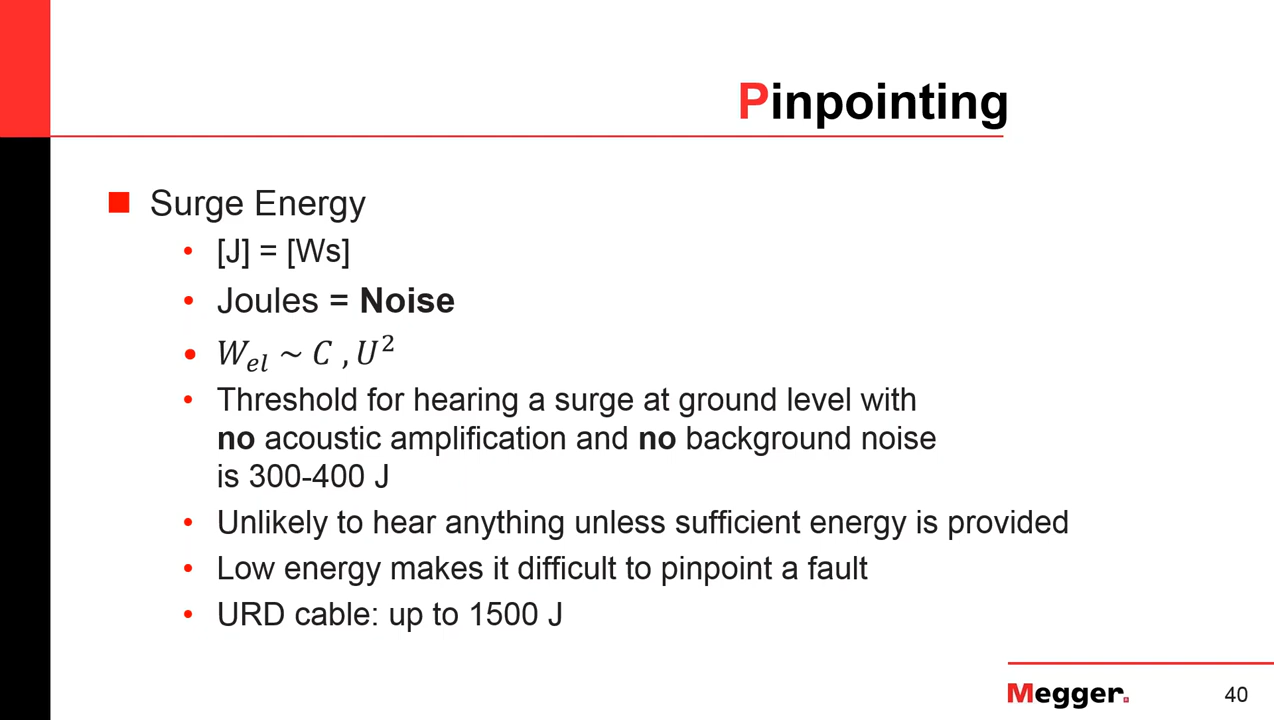 Pinpointing
Surge Energy
• [J] = [Ws]
• Joules = Noise
• Wₑₗ ~ C , U²
• Threshold for hearing a surge at ground level with
no acoustic amplification and no background noise
is 300-400 J
• Unlikely to hear anything unless sufficient energy is provided
• Low energy makes it difficult to pinpoint a fault
• URD cable: up to 1500 J
Megger.
40